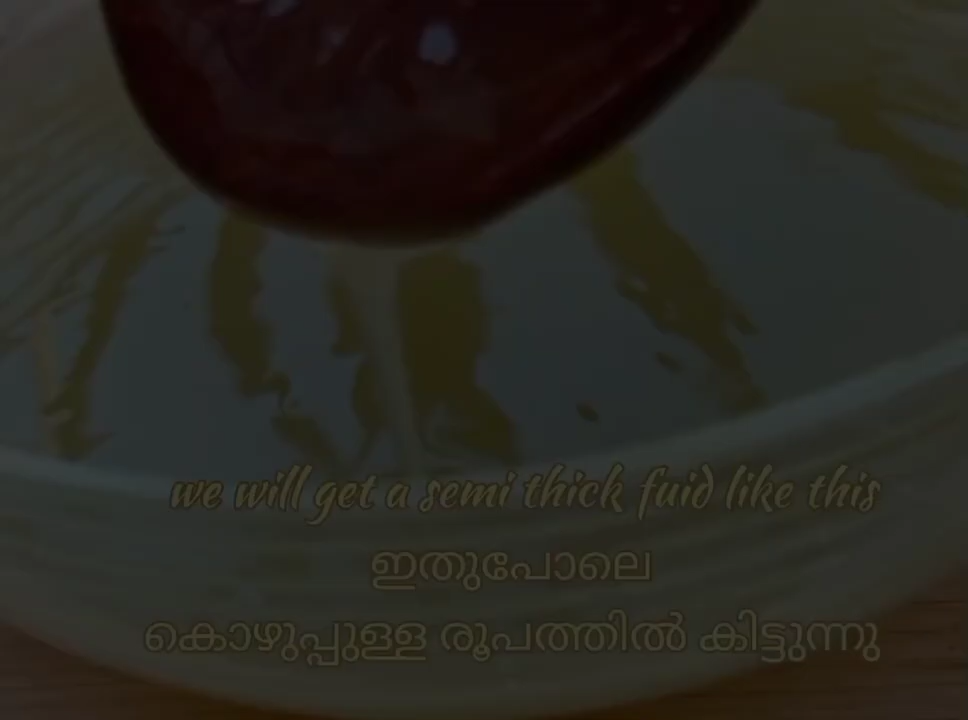 we will get a semi thick fuid like this
ഇതുപോലെ
കൊഴുപ്പുള്ള രൂപത്തിൽ കിട്ടുന്നു